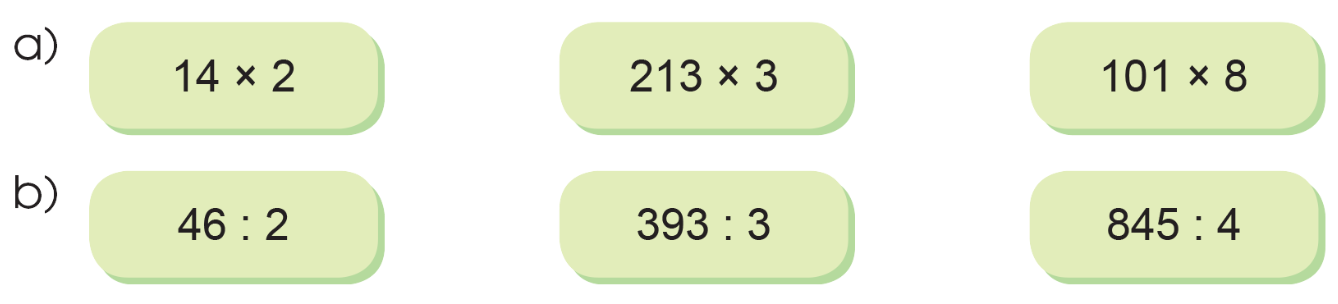 a) 14 × 2 213 × 3 101 × 8
b) 46 : 2 393 : 3 845 : 4